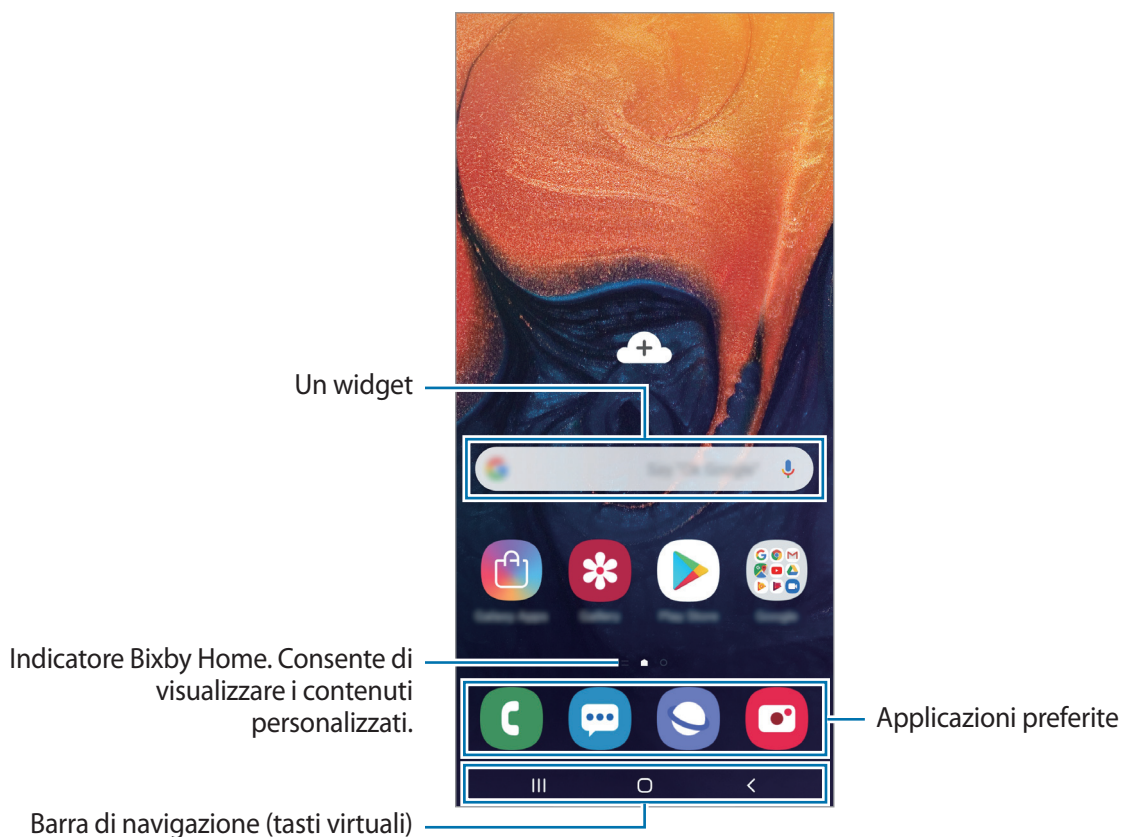 Un widget
Indicatore Bixby Home. Consente di
visualizzare i contenuti
personalizzati.
Applicazioni preferite
Barra di navigazione (tasti virtuali)